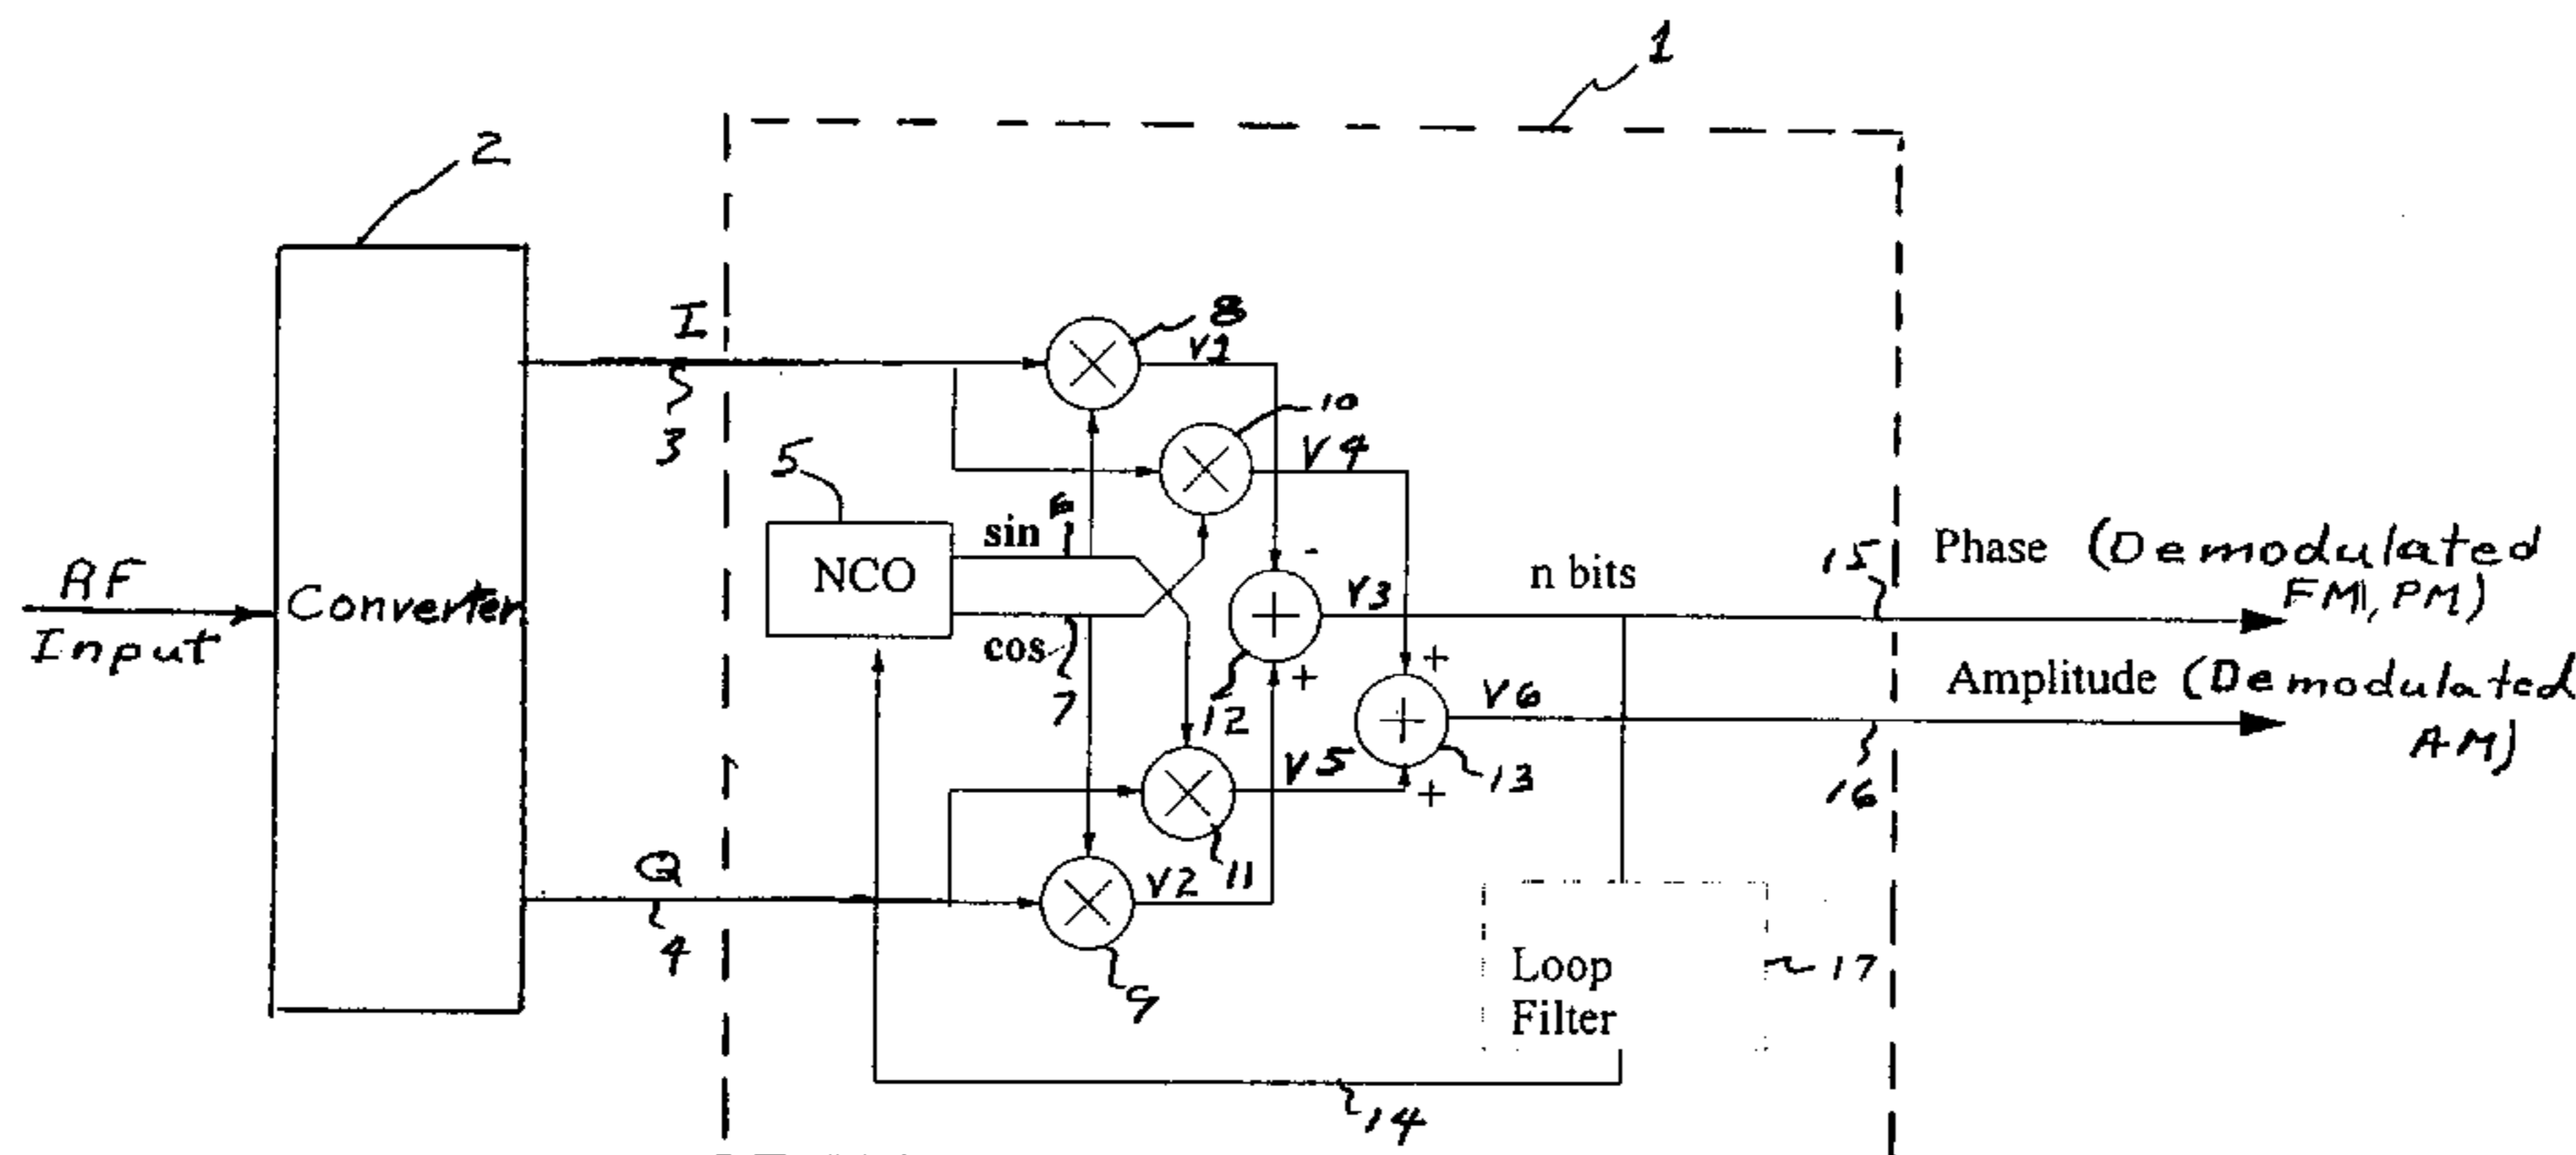 1
2
I
3
8
V1
10
V4
5
sin
6
NCO
cos
7
RF
Input
Converter
-
12
+
V3
n bits
15
Phase (Demodulated
FM, PM)
+
V6
13
V5
+
Amplitude (Demodulated
AM)
16
11
Q
4
V2
9
Loop
Filter
17
14